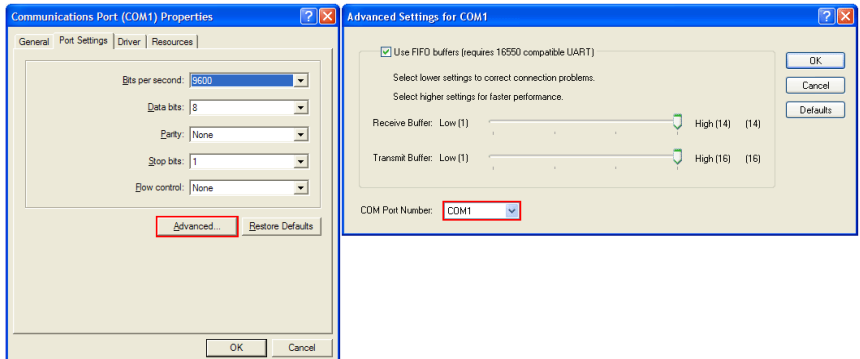 Communications Port (COM1) Properties
General Port Settings Driver Resources
Bits per second: 9600
Data bits: 8
Parity: None
Stop bits: 1
Flow control: None
Advanced... Restore Defaults
OK Cancel
Advanced Settings for COM1
Use FIFO buffers (requires 16550 compatible UART)
Select lower settings to correct connection problems.
Select higher settings for faster performance.
Receive Buffer: Low (1) High (14) (14)
Transmit Buffer: Low (1) High (16) (16)
COM Port Number: COM1
OK
Cancel
Defaults